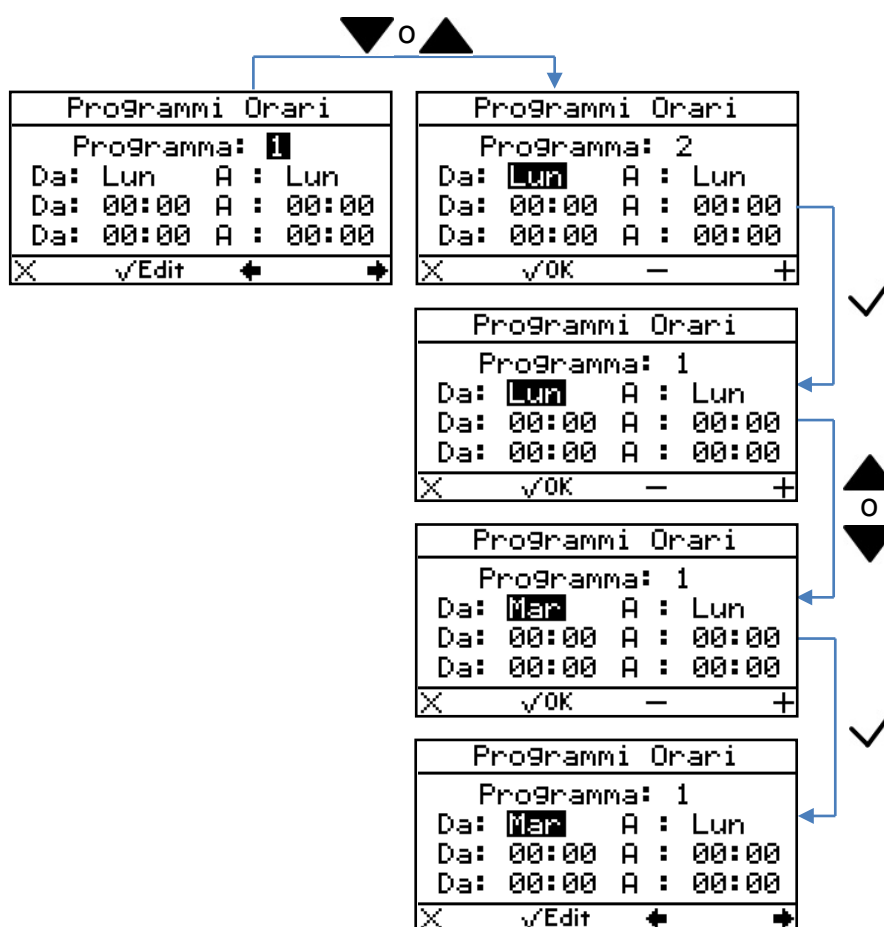 o
Programmi Orari
Programma: 1
Da: Lun A : Lun
Da: 00:00 A : 00:00
Da: 00:00 A : 00:00
X √Edit 🡄 🡆
Programmi Orari
Programma: 2
Da: Lun A : Lun
Da: 00:00 A : 00:00
Da: 00:00 A : 00:00
X √OK − +
Programmi Orari
Programma: 1
Da: Lun A : Lun
Da: 00:00 A : 00:00
Da: 00:00 A : 00:00
X √OK − +
o
Programmi Orari
Programma: 1
Da: Mar A : Lun
Da: 00:00 A : 00:00
Da: 00:00 A : 00:00
X √OK − +
Programmi Orari
Programma: 1
Da: Mar A : Lun
Da: 00:00 A : 00:00
Da: 00:00 A : 00:00
X √Edit 🡄 🡆